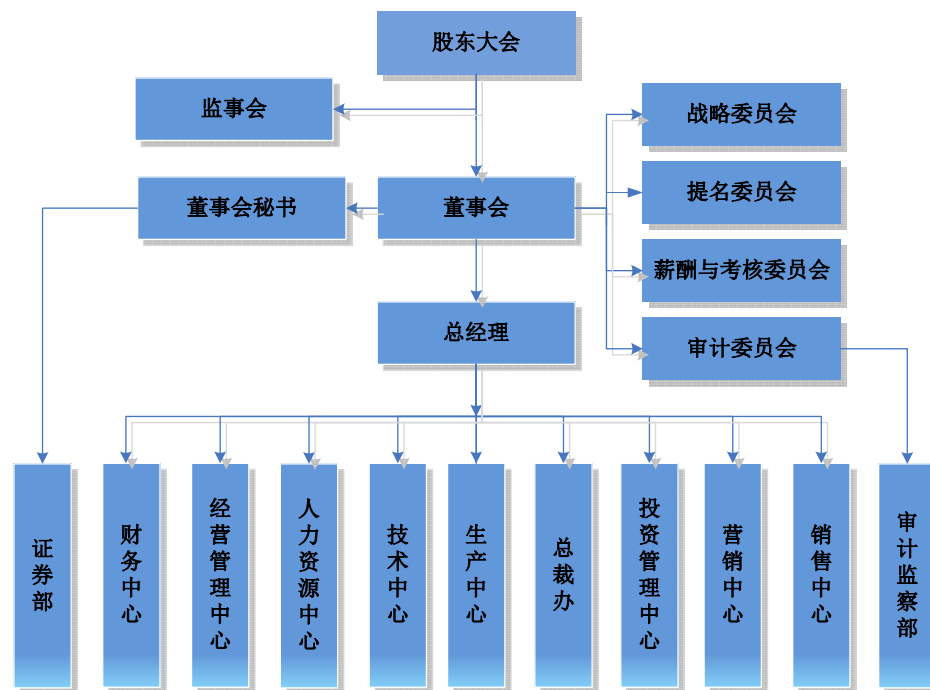 股东大会
监事会
战略委员会
提名委员会
董事会秘书
董事会
薪酬与考核委员会
总经理
审计委员会
证券部
财务中心
经营管理中心
人力资源中心
技术中心
生产中心
总裁办
投资管理中心
营销中心
销售中心
审计监察部